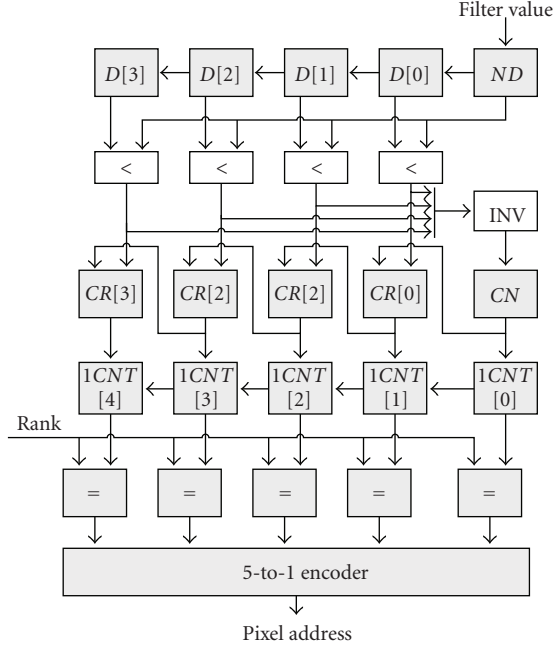 Filter value
D[3]
D[2]
D[1]
D[0]
ND
<
<
<
<
INV
CR[3]
CR[2]
CR[2]
CR[0]
CN
1CNT
[4]
1CNT
[3]
1CNT
[2]
1CNT
[1]
1CNT
[0]
Rank
=
=
=
=
=
5-to-1 encoder
Pixel address